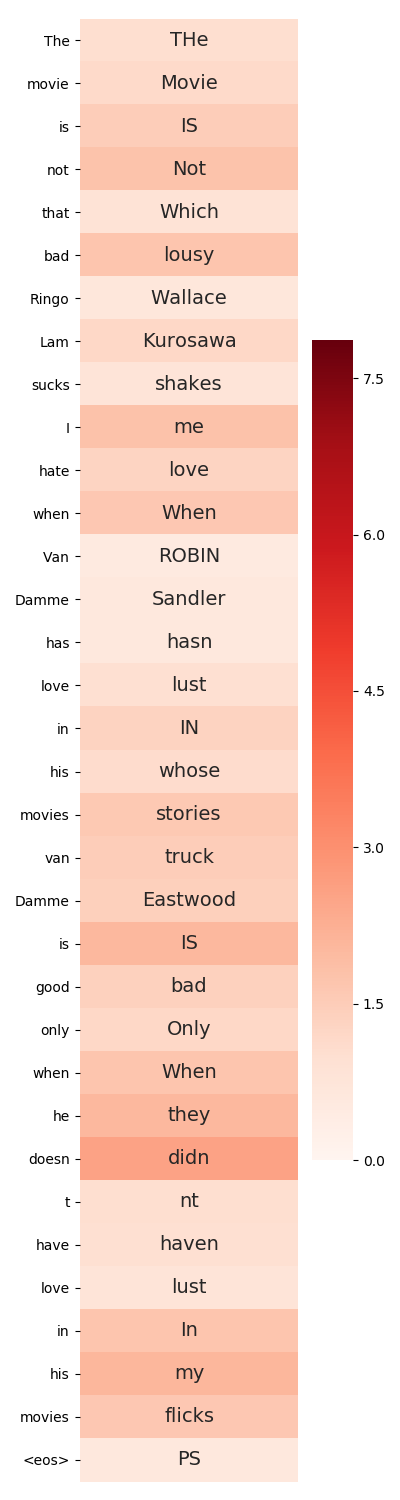 The THe
movie Movie
is IS
not Not
that Which
bad lousy
Ringo Wallace
Lam Kurosawa
sucks shakes
7.5
I me
hate love
when When
6.0
Van ROBIN
Damme Sandler
has hasn
love lust
4.5
in IN
his whose
movies stories
3.0
van truck
Damme Eastwood
is IS
good bad
1.5
only Only
when When
he they
doesn didn
0.0
t nt
have haven
love lust
in In
his my
movies flicks
<eos> PS